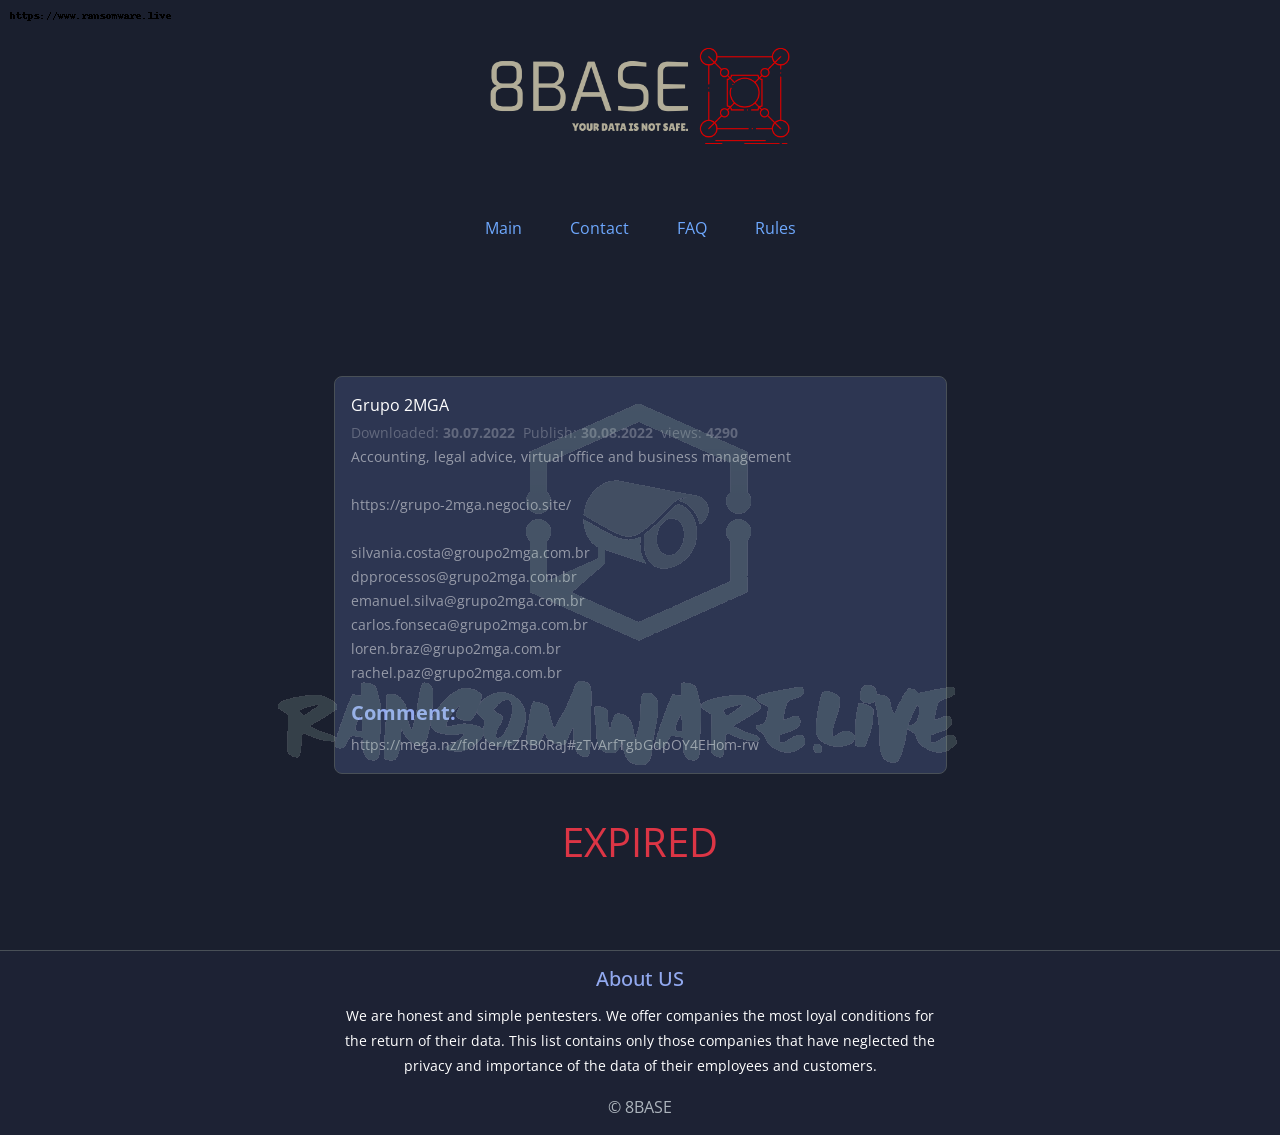 https://www.ransomware.live
8BASE
YOUR DATA IS NOT SAFE.
Main Contact FAQ Rules
Grupo 2MGA
Downloaded: 30.07.2022 Publish: 30.08.2022 views: 4290
Accounting, legal advice, virtual office and business management
https://grupo-2mga.negocio.site/
silvania.costa@groupo2mga.com.br
dpprocessos@grupo2mga.com.br
emanuel.silva@grupo2mga.com.br
carlos.fonseca@grupo2mga.com.br
loren.braz@grupo2mga.com.br
rachel.paz@grupo2mga.com.br
RANSOMWARE.LIVE
Comment:
https://mega.nz/folder/tZRB0RaJ#zTvArfTgbGdpOY4EHom-rw
EXPIRED
About US
We are honest and simple pentesters. We offer companies the most loyal conditions for
the return of their data. This list contains only those companies that have neglected the
privacy and importance of the data of their employees and customers.
© 8BASE